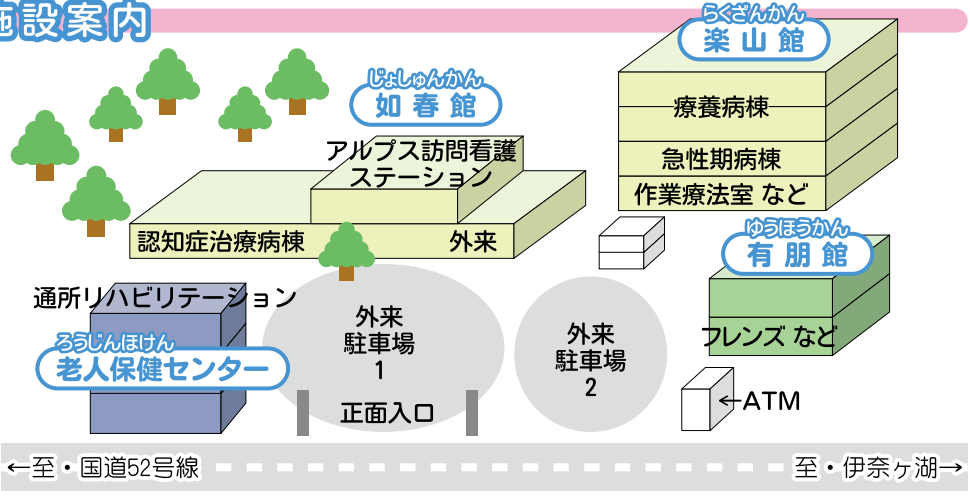 施設案内
らくざんかん
楽山館
療養病棟
急性期病棟
作業療法室 など
じょしゅんかん
如春館
アルプス訪問看護
ステーション
認知症治療病棟
外来
ゆうほうかん
有朋館
フレンズ など
通所リハビリテーション
ろうじんほけん
老人保健センター
外来
駐車場
1
正面入口
外来
駐車場
2
←ATM
←至・国道52号線
至・伊奈ヶ湖→